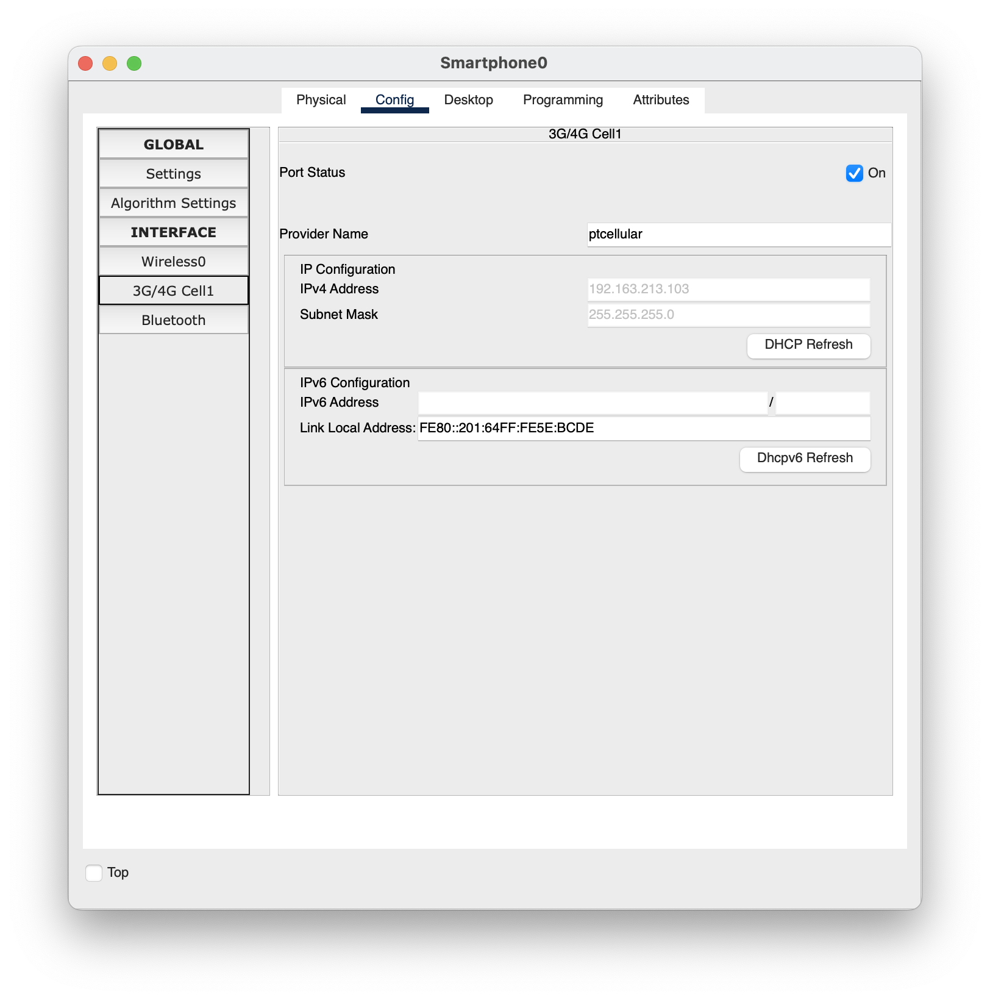 Smartphone0
Physical Config Desktop Programming Attributes
GLOBAL
Settings
Algorithm Settings
INTERFACE
Wireless0
3G/4G Cell1
Bluetooth
3G/4G Cell1
Port Status On
Provider Name ptcellular
IP Configuration
IPv4 Address 192.163.213.103
Subnet Mask 255.255.255.0
DHCP Refresh
IPv6 Configuration
IPv6 Address /
Link Local Address: FE80::201:64FF:FE5E:BCDE
Dhcpv6 Refresh
Top